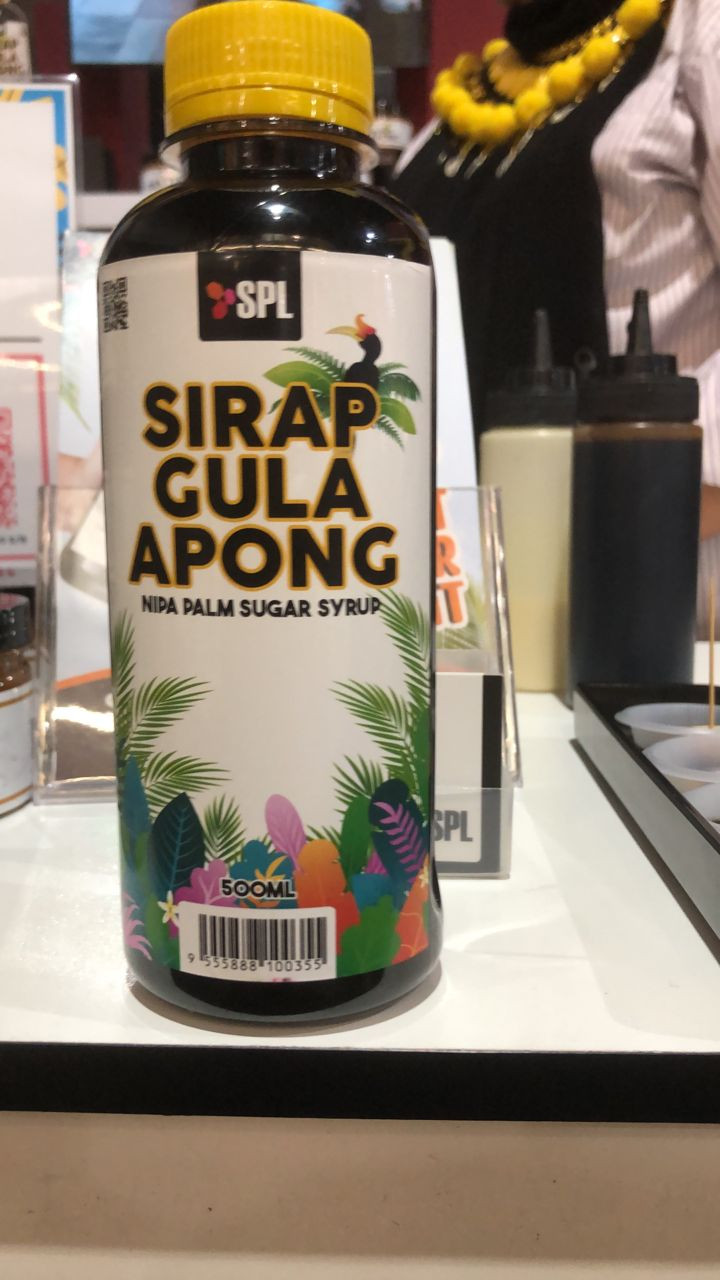 SPL
SIRAP
GULA
APONG
NIPA PALM SUGAR SYRUP
500ML
9 555888 100355
SPL